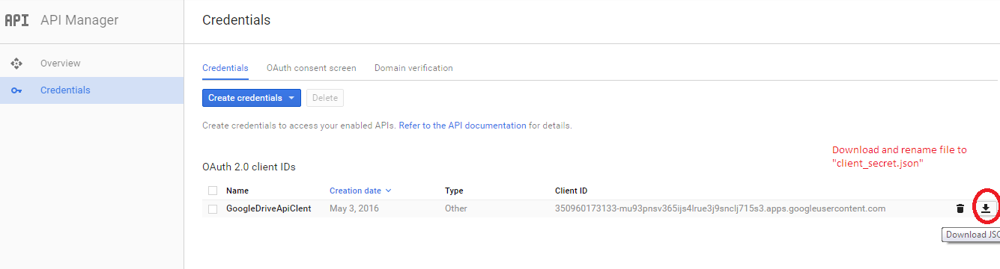 API API Manager
Credentials
Overview
Credentials
Credentials OAuth consent screen Domain verification
Create credentials Delete
Create credentials to access your enabled APIs. Refer to the API documentation for details.
Download and rename file to
"client_secret.json"
OAuth 2.0 client IDs
Name Creation date Type Client ID
GoogleDriveApiClent May 3, 2016 Other 350960173133-mu93pnsv365ijs4lrue3j9snclj715s3.apps.googleusercontent.com
Download JSO